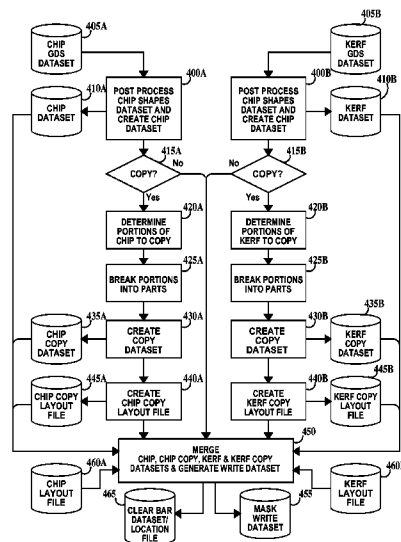 405A
CHIP
GDS
DATASET
405B
KERF
GDS
DATASET
400A
400B
410A
CHIP
DATASET
POST PROCESS
CHIP SHAPES
DATASET AND
CREATE CHIP
DATASET
POST PROCESS
CHIP SHAPES
DATASET AND
CREATE CHIP
DATASET
410B
KERF
DATASET
415A
COPY?
No
Yes
415B
COPY?
No
Yes
420A
DETERMINE
PORTIONS OF
CHIP TO COPY
420B
DETERMINE
PORTIONS OF
KERF TO COPY
425A
BREAK PORTIONS
INTO PARTS
425B
BREAK PORTIONS
INTO PARTS
435A
CHIP COPY
DATASET
430A
CREATE
COPY
DATASET
430B
CREATE
COPY
DATASET
435B
KERF COPY
DATASET
445A
CHIP COPY
LAYOUT
FILE
440A
CREATE
CHIP COPY
LAYOUT FILE
440B
CREATE
KERF COPY
LAYOUT FILE
445B
KERF COPY
LAYOUT
FILE
450
MERGE
CHIP, CHIP COPY, KERF & KERF COPY
DATASETS & GENERATE WRITE DATASET
460A
CHIP
LAYOUT
FILE
465
CLEAR BAR
DATASET/
LOCATION
FILE
455
MASK
WRITE
DATASET
KERF
LAYOUT
FILE